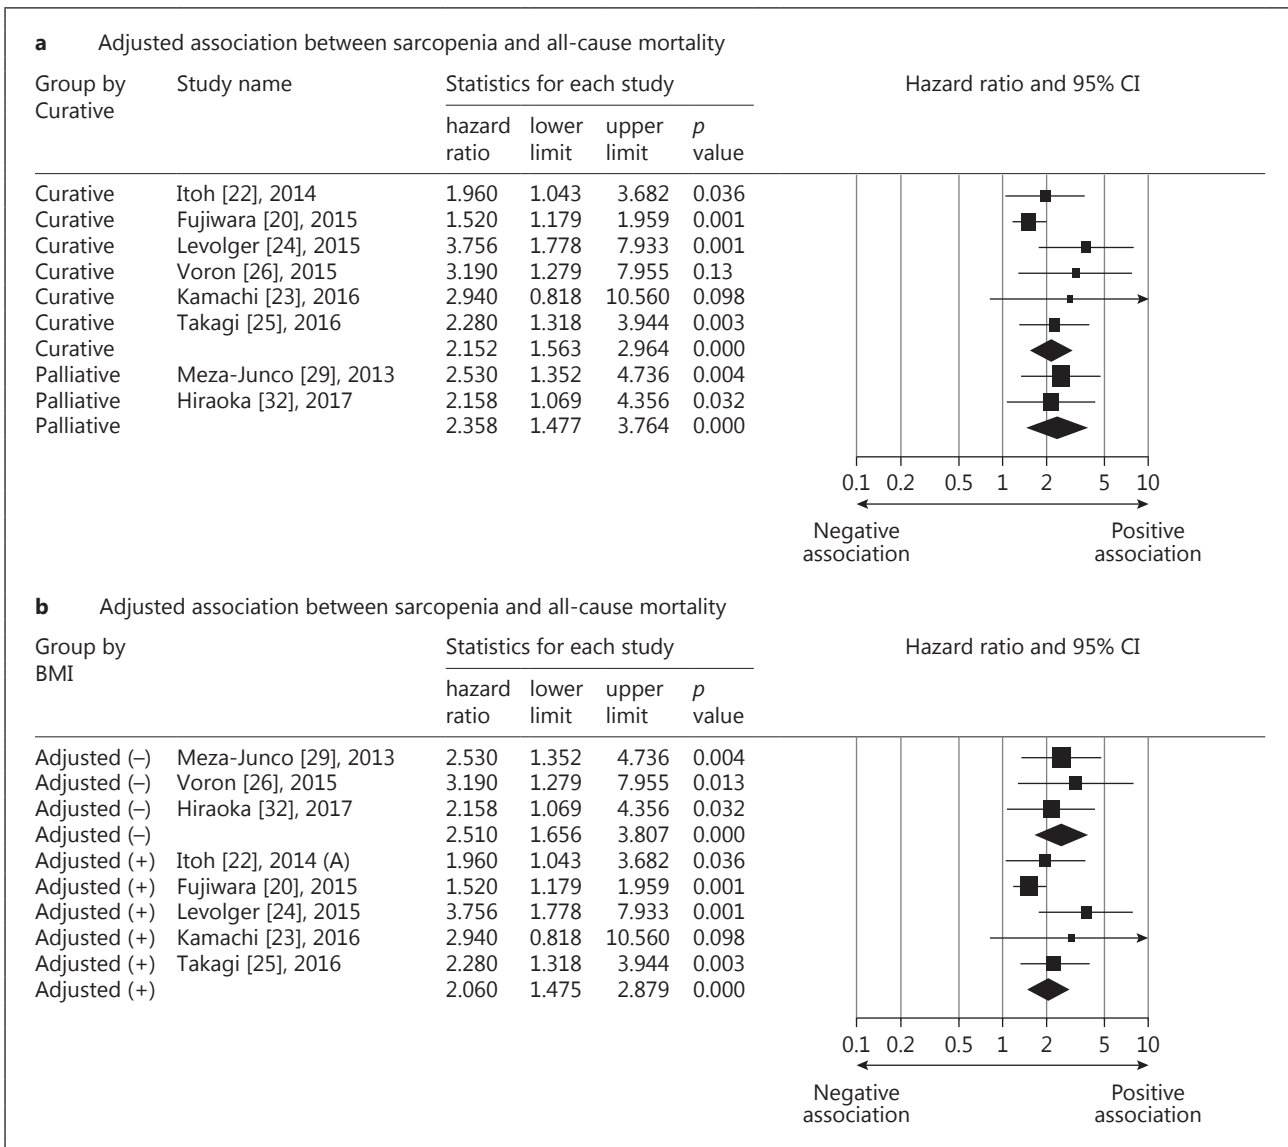 a Adjusted association between sarcopenia and all-cause mortality
Group by Study name Statistics for each study Hazard ratio and 95% CI
Curative
hazard lower upper p
ratio limit limit value
Curative Itoh [22], 2014 1.960 1.043 3.682 0.036
Curative Fujiwara [20], 2015 1.520 1.179 1.959 0.001
Curative Levolger [24], 2015 3.756 1.778 7.933 0.001
Curative Voron [26], 2015 3.190 1.279 7.955 0.13
Curative Kamachi [23], 2016 2.940 0.818 10.560 0.098
Curative Takagi [25], 2016 2.280 1.318 3.944 0.003
Curative 2.152 1.563 2.964 0.000
Palliative Meza-Junco [29], 2013 2.530 1.352 4.736 0.004
Palliative Hiraoka [32], 2017 2.158 1.069 4.356 0.032
Palliative 2.358 1.477 3.764 0.000
0.1 0.2 0.5 1 2 5 10
Negative Positive
association association
b Adjusted association between sarcopenia and all-cause mortality
Group by Statistics for each study Hazard ratio and 95% CI
BMI
hazard lower upper p
ratio limit limit value
Adjusted (–) Meza-Junco [29], 2013 2.530 1.352 4.736 0.004
Adjusted (–) Voron [26], 2015 3.190 1.279 7.955 0.013
Adjusted (–) Hiraoka [32], 2017 2.158 1.069 4.356 0.032
Adjusted (–) 2.510 1.656 3.807 0.000
Adjusted (+) Itoh [22], 2014 (A) 1.960 1.043 3.682 0.036
Adjusted (+) Fujiwara [20], 2015 1.520 1.179 1.959 0.001
Adjusted (+) Levolger [24], 2015 3.756 1.778 7.933 0.001
Adjusted (+) Kamachi [23], 2016 2.940 0.818 10.560 0.098
Adjusted (+) Takagi [25], 2016 2.280 1.318 3.944 0.003
Adjusted (+) 2.060 1.475 2.879 0.000
0.1 0.2 0.5 1 2 5 10
Negative Positive
association association